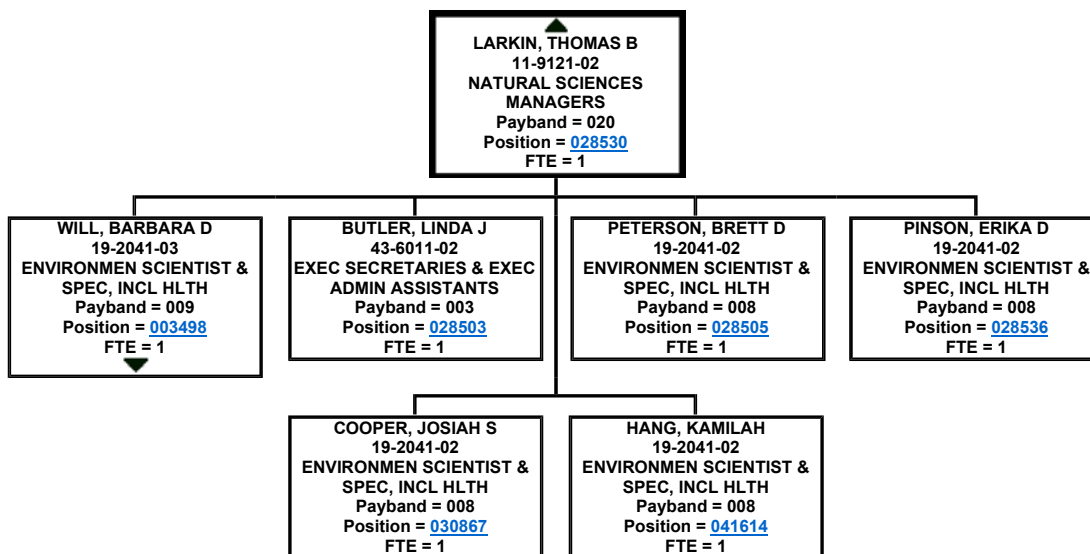 LARKIN, THOMAS B
11-9121-02
NATURAL SCIENCES
MANAGERS
Payband = 020
Position = 028530
FTE = 1
WILL, BARBARA D
19-2041-03
ENVIRONMEN SCIENTIST &
SPEC, INCL HLTH
Payband = 009
Position = 003498
FTE = 1
BUTLER, LINDA J
43-6011-02
EXEC SECRETARIES & EXEC
ADMIN ASSISTANTS
Payband = 003
Position = 028503
FTE = 1
PETERSON, BRETT D
19-2041-02
ENVIRONMEN SCIENTIST &
SPEC, INCL HLTH
Payband = 008
Position = 028505
FTE = 1
PINSON, ERIKA D
19-2041-02
ENVIRONMEN SCIENTIST &
SPEC, INCL HLTH
Payband = 008
Position = 028536
FTE = 1
COOPER, JOSIAH S
19-2041-02
ENVIRONMEN SCIENTIST &
SPEC, INCL HLTH
Payband = 008
Position = 030867
FTE = 1
HANG, KAMILAH
19-2041-02
ENVIRONMEN SCIENTIST &
SPEC, INCL HLTH
Payband = 008
Position = 041614
FTE = 1